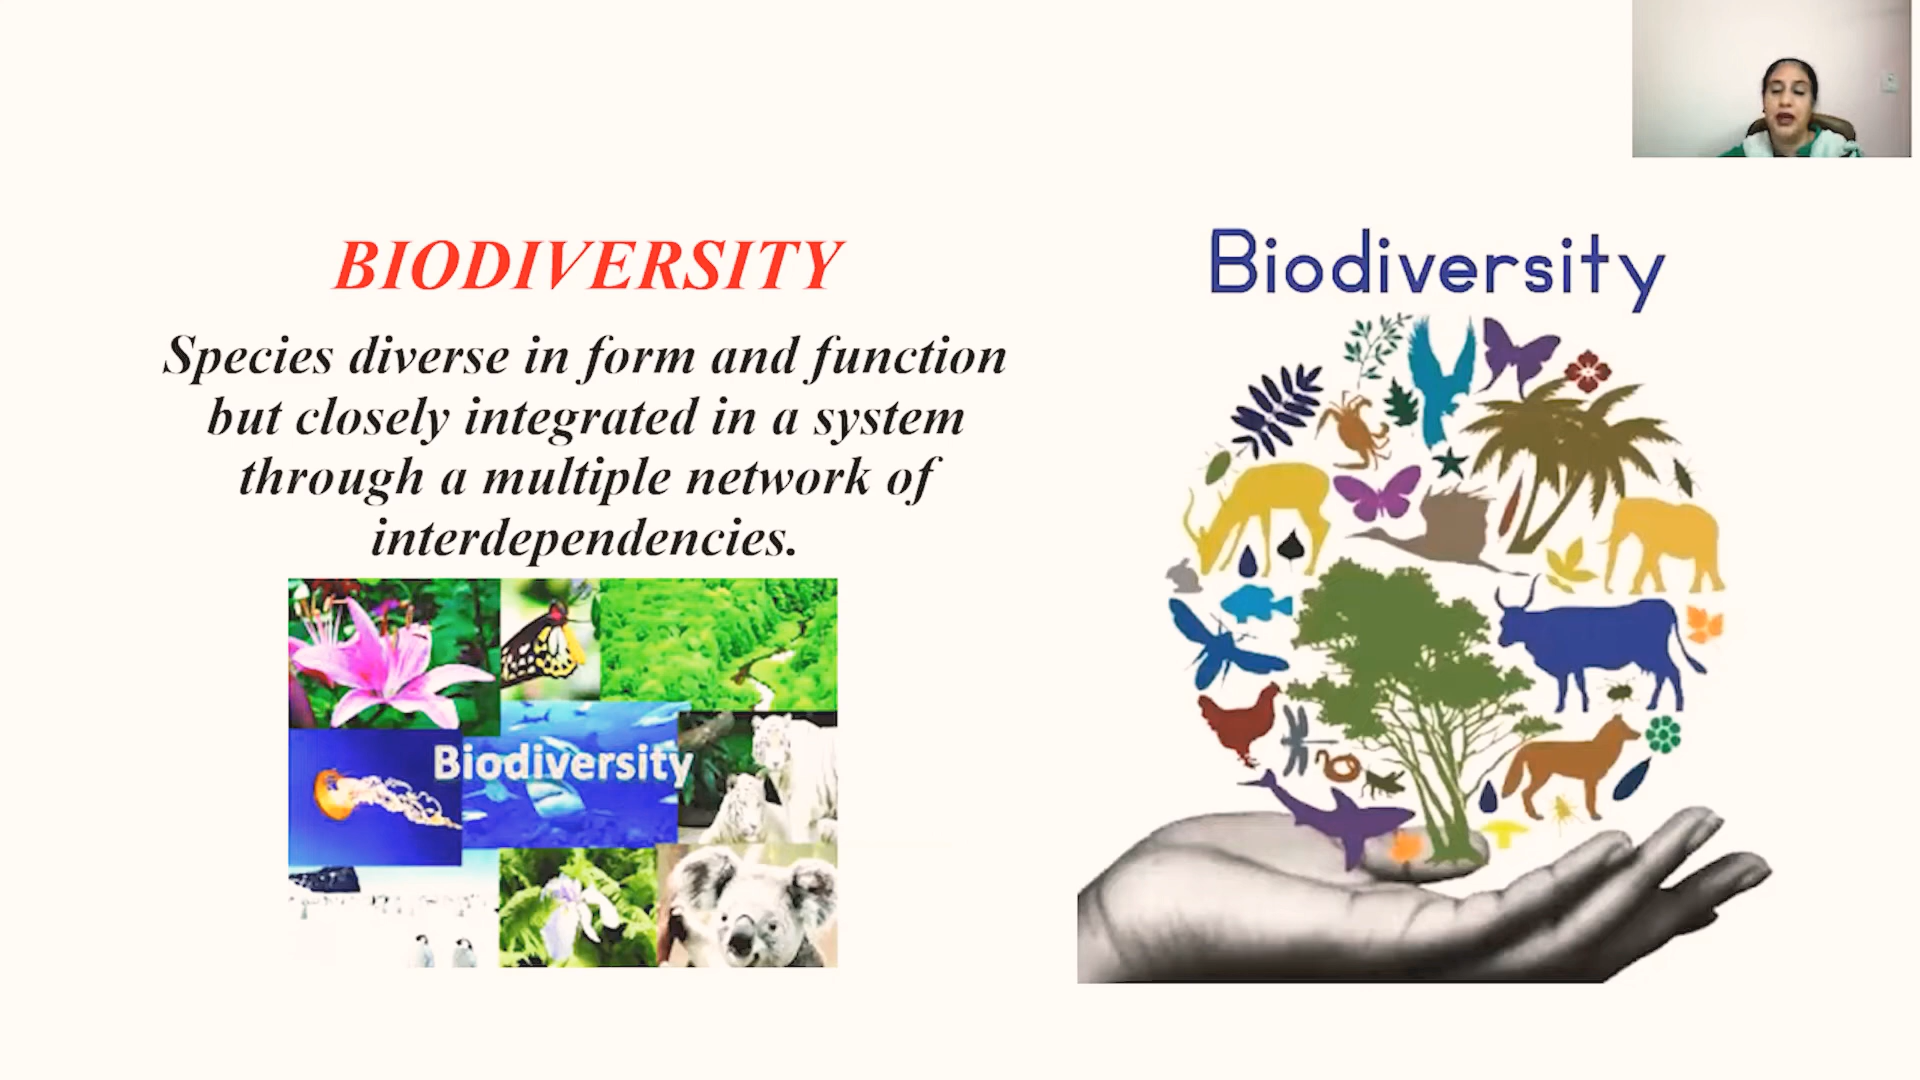 BIODIVERSITY
Species diverse in form and function
but closely integrated in a system
through a multiple network of
interdependencies.
Biodiversity
Biodiversity